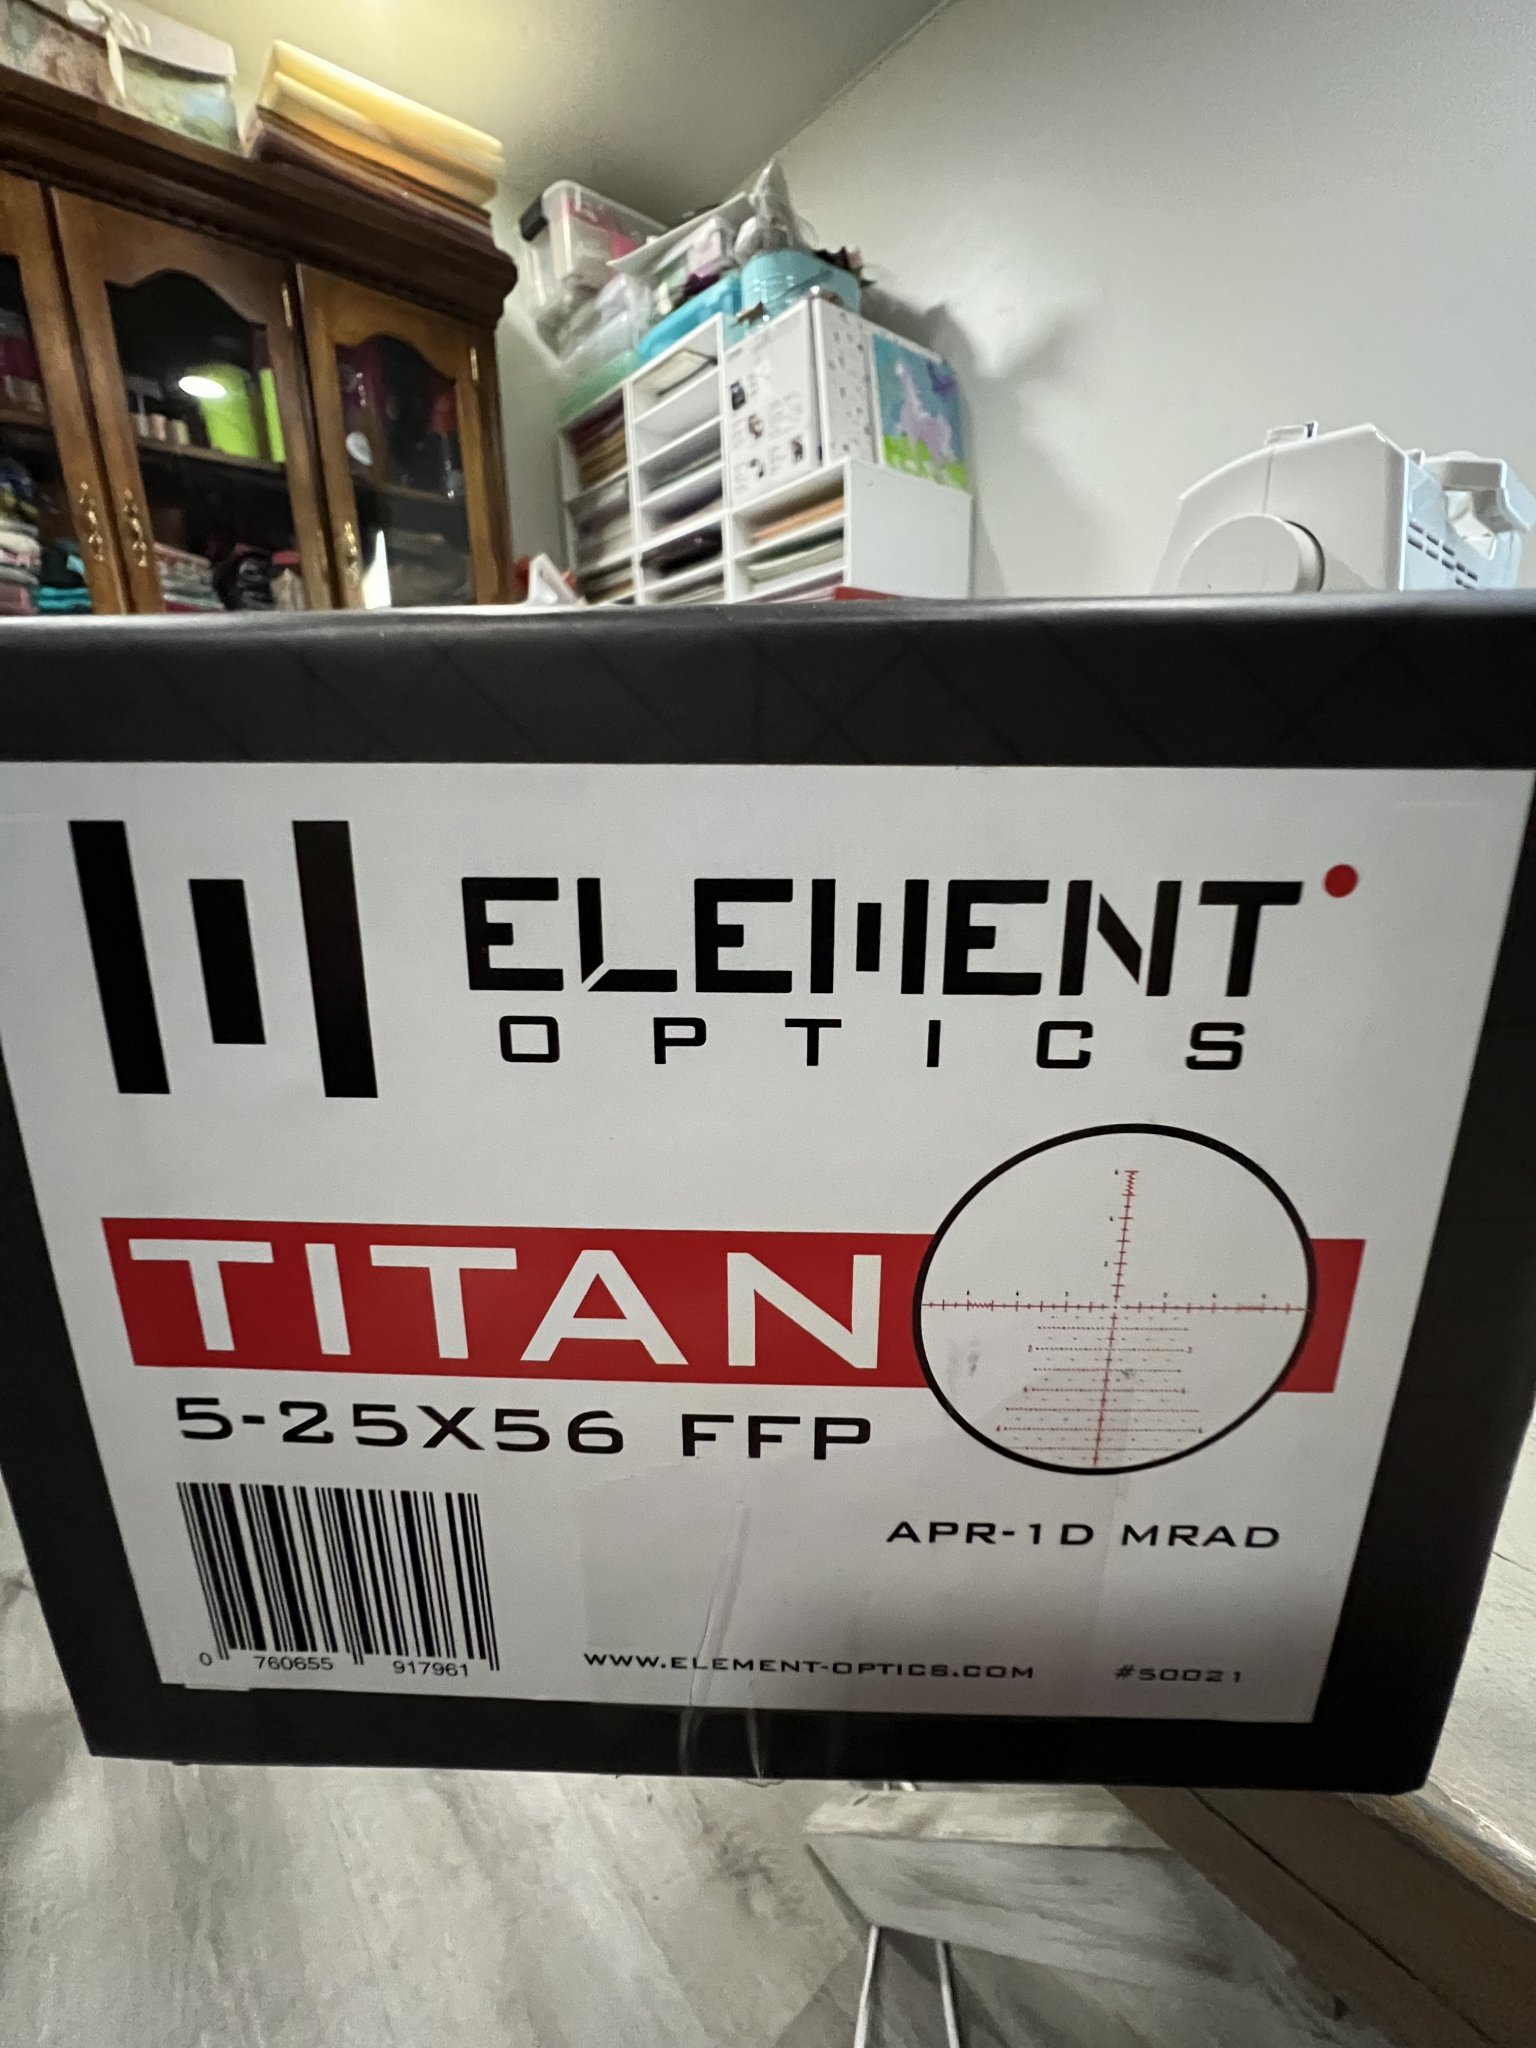 ELEMENT
OPTICS
TITAN
5-25X56 FFP
APR-1D MRAD
0 760655 917961
WWW.ELEMENT-OPTICS.COM
#50021